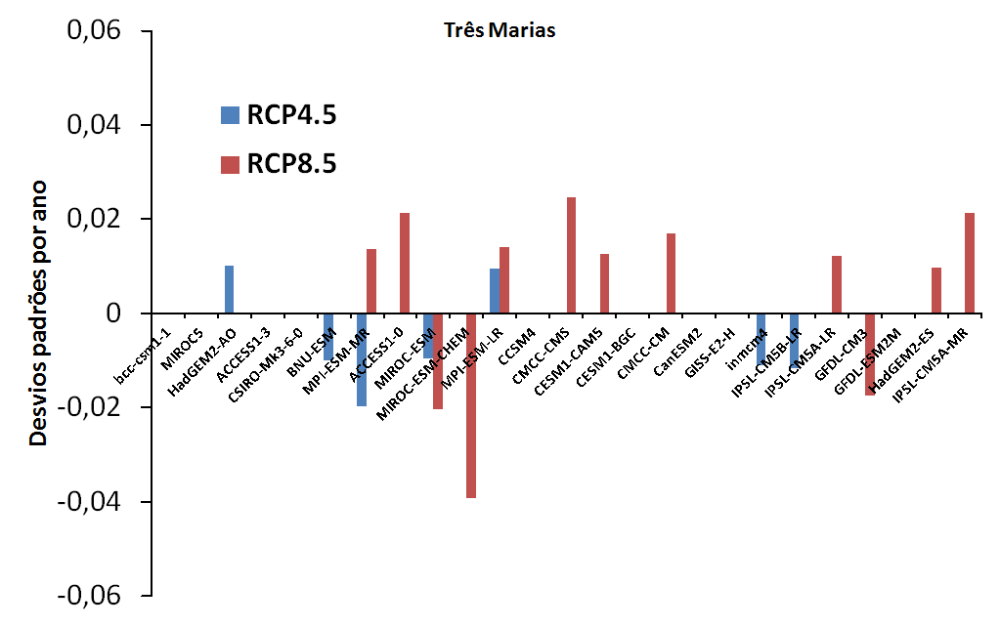 Três Marias
0,06
0,04
0,02
0
-0,02
-0,04
-0,06
Desvios padrões por ano
RCP4.5
RCP8.5
bcc-csm1-1
MIROC5
HadGEM2-AO
ACCESS1-3
CSIRO-Mk3-6-0
BNU-ESM
MPI-ESM-MR
ACCESS1-0
MIROC-ESM
MIROC-ESM-CHEM
MPI-ESM-LR
CCSM4
CMCC-CMS
CESM1-CAM5
CESM1-BGC
CMCC-CM
CanESM2
GISS-E2-H
inmcm4
IPSL-CM5B-LR
IPSL-CM5A-LR
GFDL-CM3
GFDL-ESM2M
HadGEM2-ES
IPSL-CM5A-MR